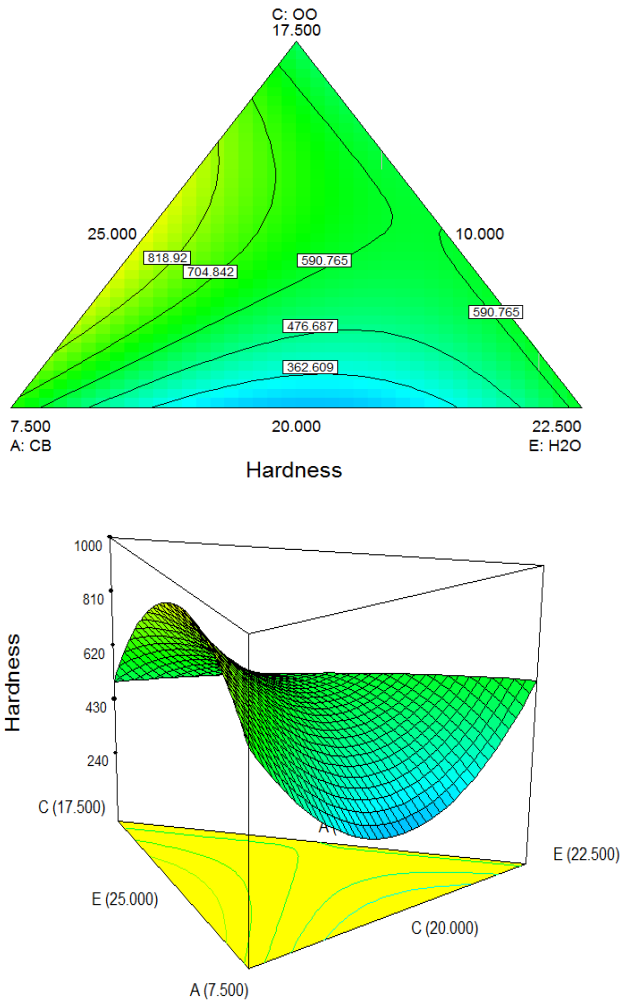 C: OO
17.500
25.000
10.000
818.92
704.842
590.765
590.765
476.687
362.609
7.500
20.000
22.500
A: CB
E: H2O
Hardness
1000
810
620
430
240
Hardness
C (17.500)
E (22.500)
A (
E (25.000)
C (20.000)
A (7.500)